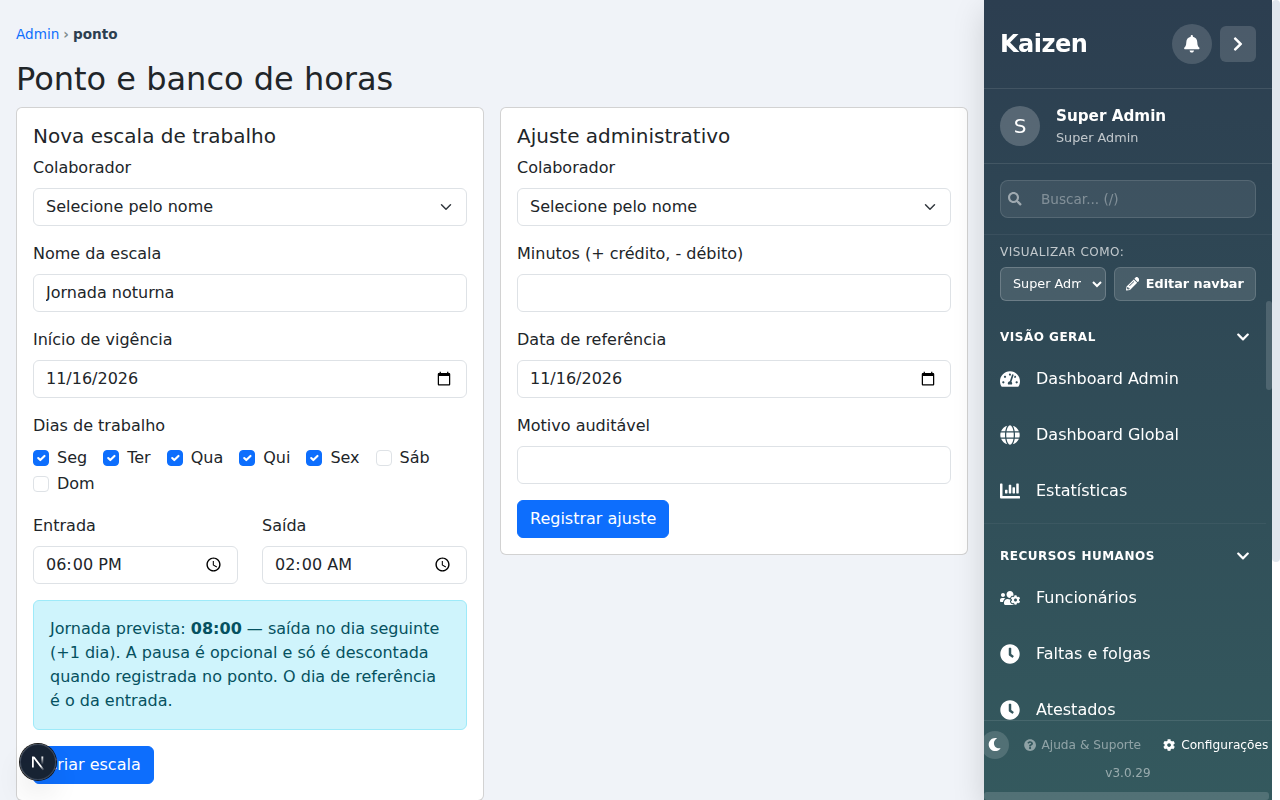 Admin › ponto
Ponto e banco de horas
Nova escala de trabalho
Colaborador
Selecione pelo nome
Nome da escala
Jornada noturna
Início de vigência
11/16/2026
Dias de trabalho
Seg Ter Qua Qui Sex Sáb
Dom
Entrada Saída
06:00 PM 02:00 AM
Jornada prevista: 08:00 — saída no dia seguinte
(+1 dia). A pausa é opcional e só é descontada
quando registrada no ponto. O dia de referência
é o da entrada.
riar escala
N
Ajuste administrativo
Colaborador
Selecione pelo nome
Minutos (+ crédito, - débito)
Data de referência
11/16/2026
Motivo auditável
Registrar ajuste
Kaizen
S
Super Admin
Super Admin
Buscar... (/)
VISUALIZAR COMO:
Super Adm Editar navbar
VISÃO GERAL
Dashboard Admin
Dashboard Global
Estatísticas
RECURSOS HUMANOS
Funcionários
Faltas e folgas
Atestados
Ajuda & Suporte Configurações
v3.0.29